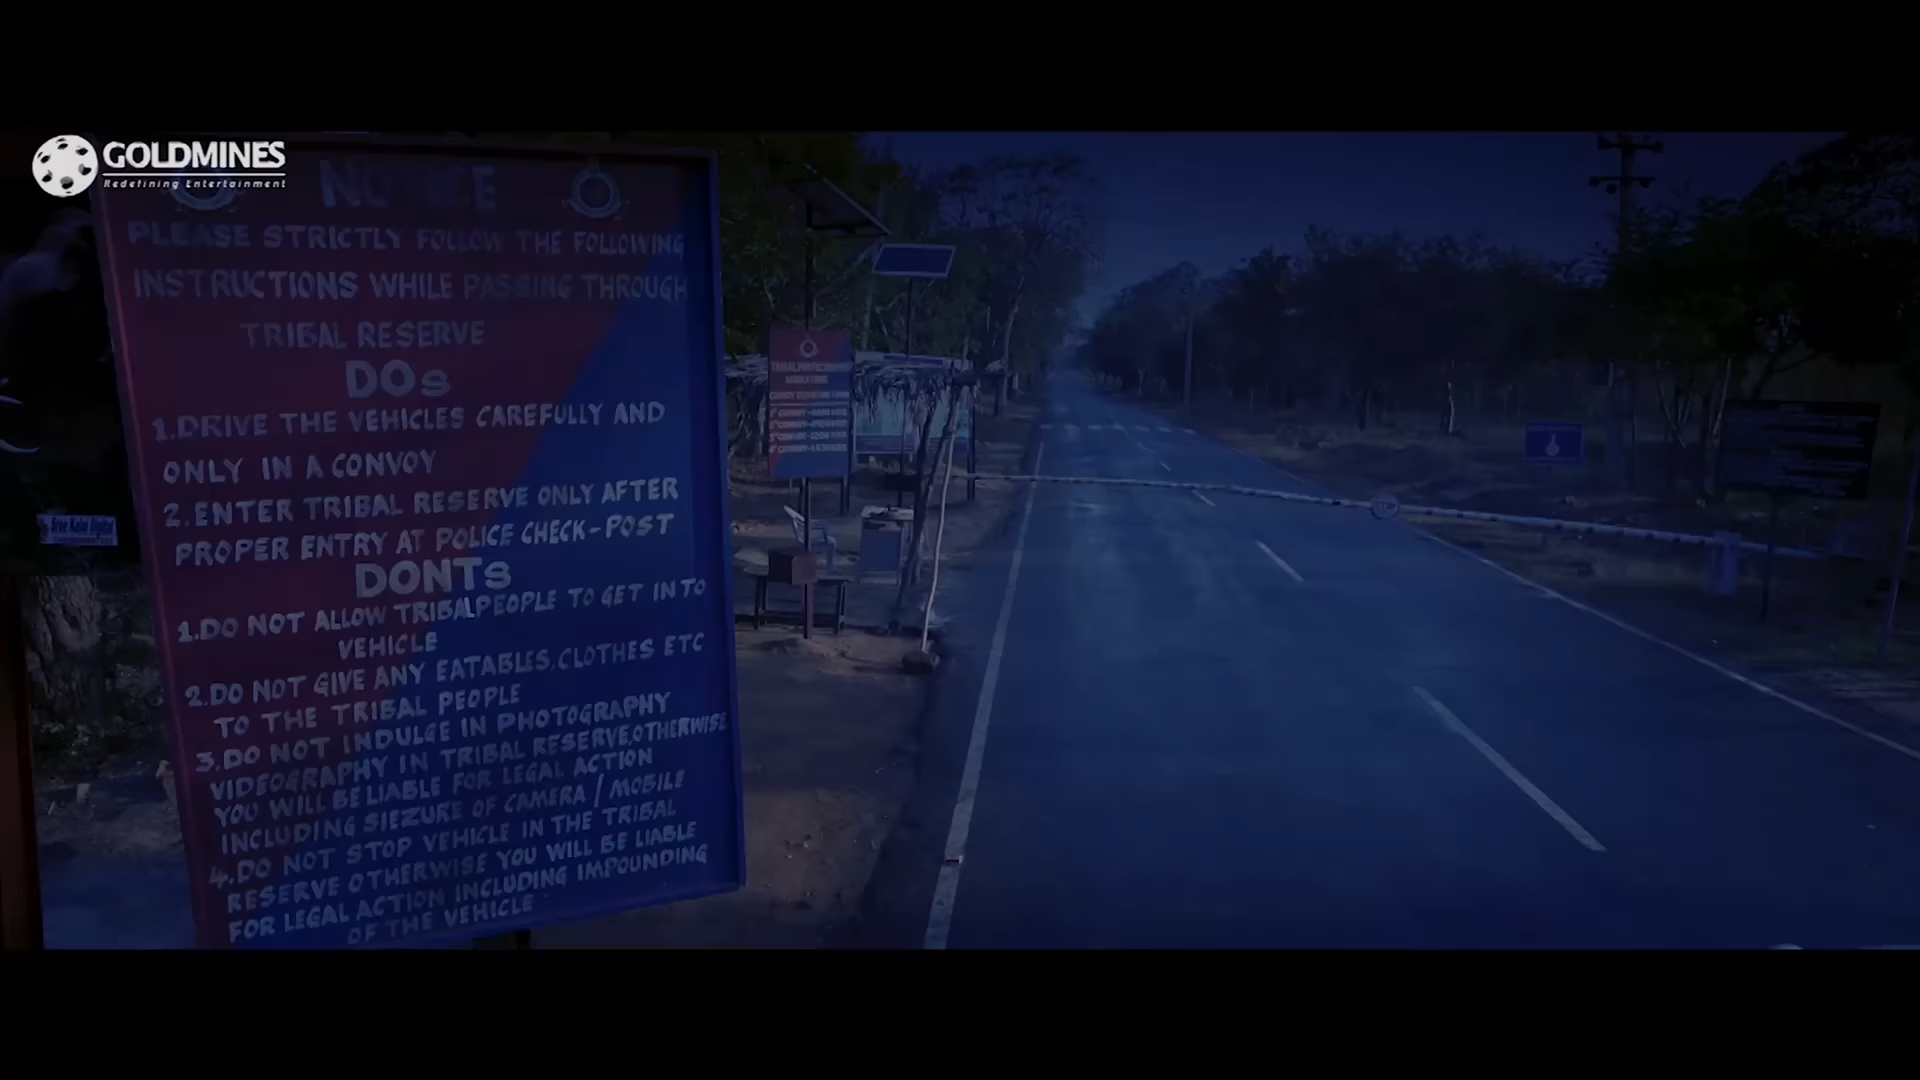 GOLDMINES
Redefining Entertainment
NOTICE
PLEASE STRICTLY FOLLOW THE FOLLOWING
INSTRUCTIONS WHILE PASSING THROUGH
TRIBAL RESERVE
DOs
1.DRIVE THE VEHICLES CAREFULLY AND
ONLY IN A CONVOY
2.ENTER TRIBAL RESERVE ONLY AFTER
PROPER ENTRY AT POLICE CHECK-POST
DONTS
1.DO NOT ALLOW TRIBALPEOPLE TO GET IN TO
VEHICLE
2.DO NOT GIVE ANY EATABLES,CLOTHES ETC
TO THE TRIBAL PEOPLE
3.DO NOT INDULGE IN PHOTOGRAPHY
VIDEOGRAPHY IN TRIBAL RESERVE,OTHERWISE
YOU WILL BE LIABLE FOR LEGAL ACTION
INCLUDING SIEZURE OF CAMERA / MOBILE
4.DO NOT STOP VEHICLE IN THE TRIBAL
RESERVE OTHERWISE YOU WILL BE LIABLE
FOR LEGAL ACTION INCLUDING IMPOUNDING
OF THE VEHICLE